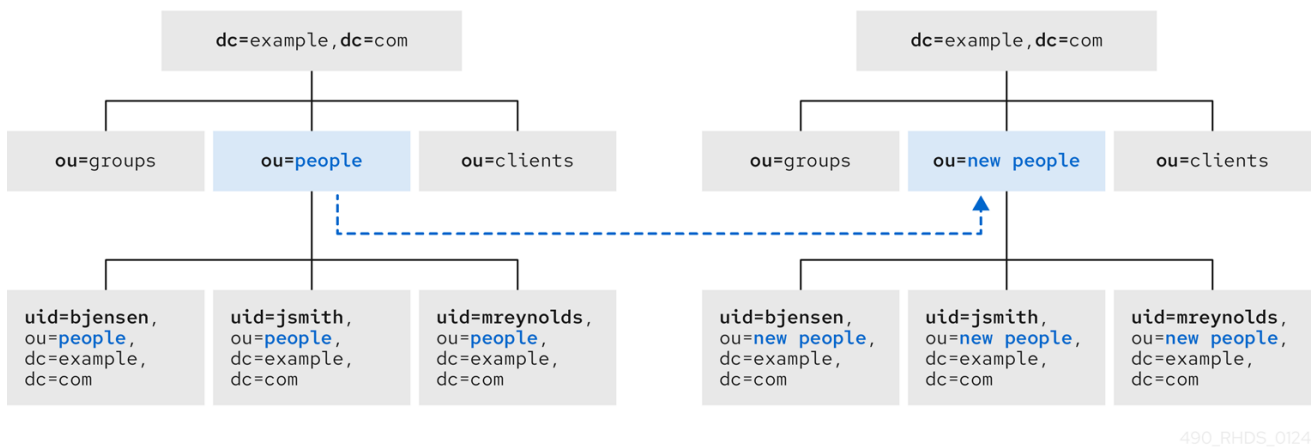 dc=example,dc=com
ou=groups
ou=people
ou=clients
uid=bjensen,
ou=people,
dc=example,
dc=com
uid=jsmith,
ou=people,
dc=example,
dc=com
uid=mreynolds,
ou=people,
dc=example,
dc=com
dc=example,dc=com
ou=groups
ou=new people
ou=clients
uid=bjensen,
ou=new people,
dc=example,
dc=com
uid=jsmith,
ou=new people,
dc=example,
dc=com
uid=mreynolds,
ou=new people,
dc=example,
dc=com
490_RHDS_0124